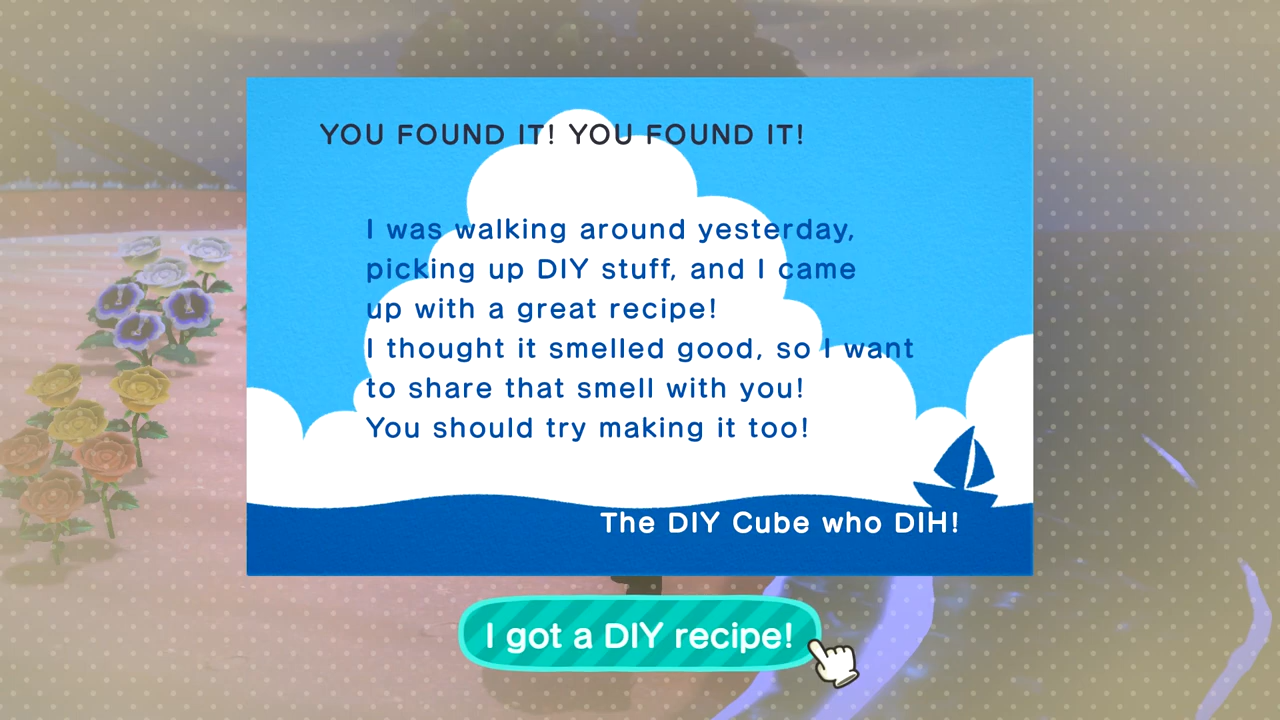 YOU FOUND IT! YOU FOUND IT!
I was walking around yesterday,
picking up DIY stuff, and I came
up with a great recipe!
I thought it smelled good, so I want
to share that smell with you!
You should try making it too!
The DIY Cube who DIH!
I got a DIY recipe!